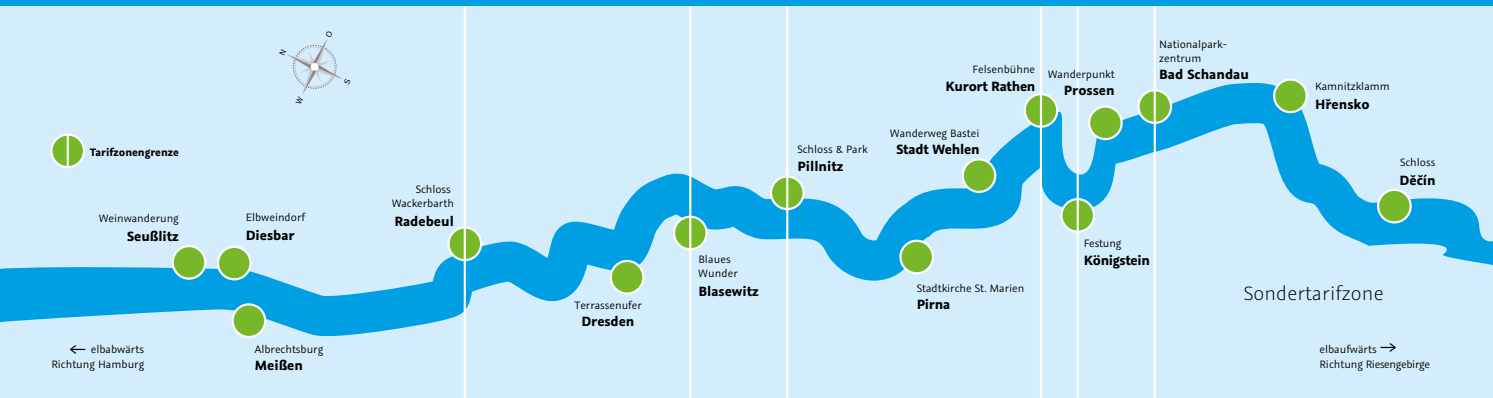 N
O
S
W
Tarifzonengrenze
Weinwanderung
Seußlitz
Elbweindorf
Diesbar
Albrechtsburg
Meißen
← elbabwärts
Richtung Hamburg
Schloss
Wackerbarth
Radebeul
Terrassenufer
Dresden
Blaues
Wunder
Blasewitz
Schloss & Park
Pillnitz
Stadtkirche St. Marien
Pirna
Wanderweg Bastei
Stadt Wehlen
Felsenbühne
Kurort Rathen
Festung
Königstein
Wanderpunkt
Prossen
Nationalpark-
zentrum
Bad Schandau
Kamnitzklamm
Hřensko
Schloss
Děčín
Sondertarifzone
elbaufwärts →
Richtung Riesengebirge